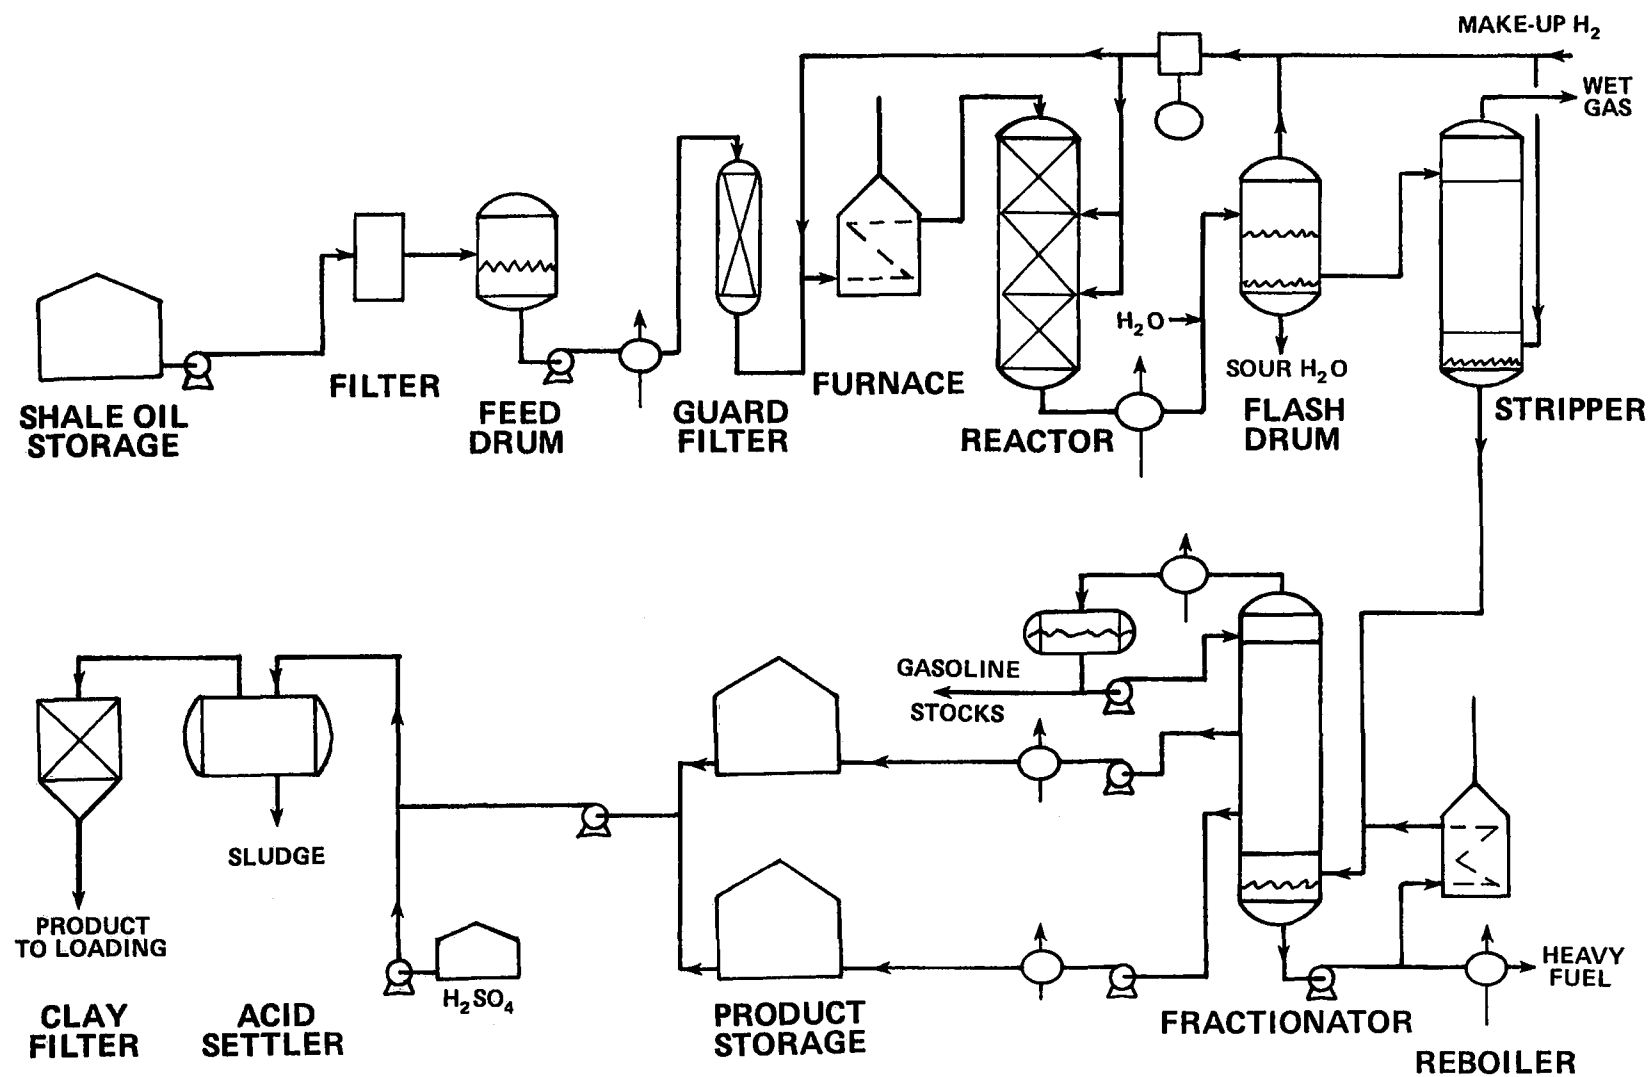 MAKE-UP H₂
WET
GAS
H₂O
SOUR H₂O
FILTER
FURNACE
SHALE OIL
STORAGE
FEED
DRUM
GUARD
FILTER
REACTOR
FLASH
DRUM
STRIPPER
GASOLINE
STOCKS
SLUDGE
PRODUCT
TO LOADING
H₂SO₄
HEAVY
FUEL
CLAY
FILTER
ACID
SETTLER
PRODUCT
STORAGE
FRACTIONATOR
REBOILER